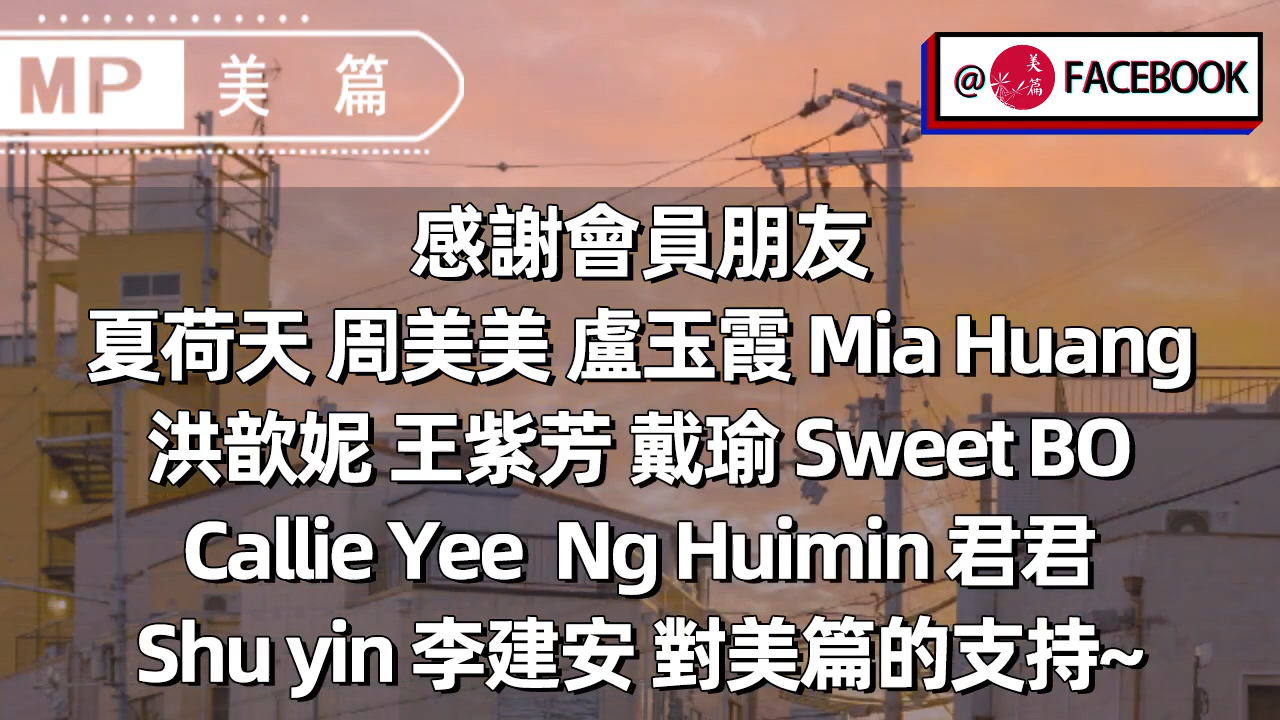 MP 美篇
@美篇 FACEBOOK
感謝會員朋友
夏荷天 周美美 盧玉霞 Mia Huang
洪歆妮 王紫芳 戴瑜 Sweet BO
Callie Yee Ng Huimin 君君
Shu yin 李建安 對美篇的支持~